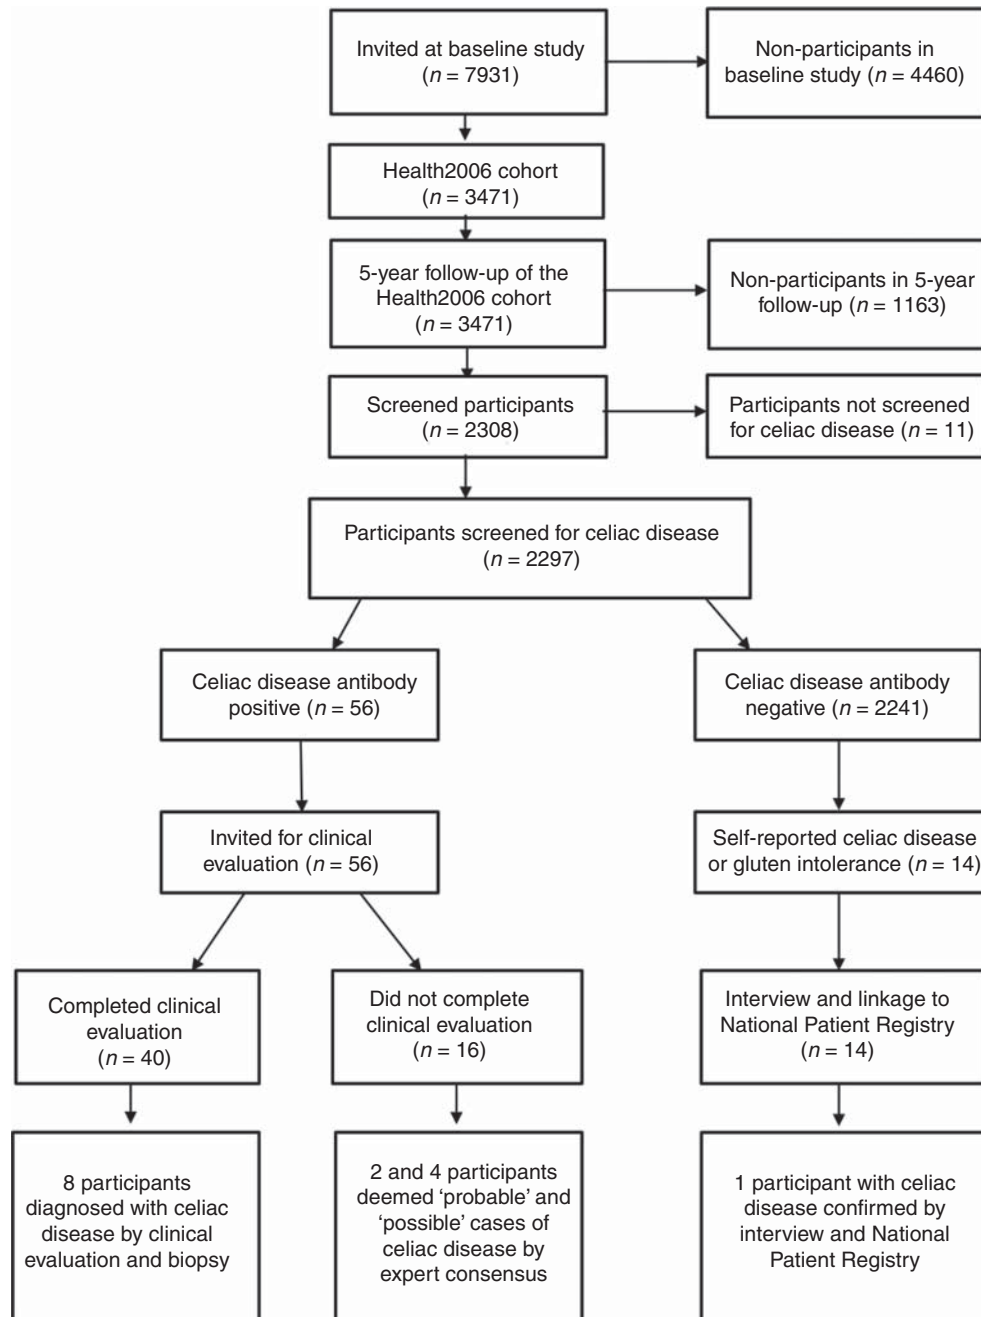 Invited at baseline study
(n = 7931)
Non-participants in
baseline study (n = 4460)
Health2006 cohort
(n = 3471)
5-year follow-up of the
Health2006 cohort
(n = 3471)
Non-participants in 5-year
follow-up (n = 1163)
Screened participants
(n = 2308)
Participants not screened
for celiac disease (n = 11)
Participants screened for celiac disease
(n = 2297)
Celiac disease antibody
positive (n = 56)
Celiac disease antibody
negative (n = 2241)
Invited for clinical
evaluation (n = 56)
Self-reported celiac disease
or gluten intolerance (n = 14)
Completed clinical
evaluation
(n = 40)
Did not complete
clinical evaluation
(n = 16)
Interview and linkage to
National Patient Registry
(n = 14)
8 participants
diagnosed with celiac
disease by clinical
evaluation and biopsy
2 and 4 participants
deemed ‘probable’ and
‘possible’ cases of
celiac disease by
expert consensus
1 participant with celiac
disease confirmed by
interview and National
Patient Registry